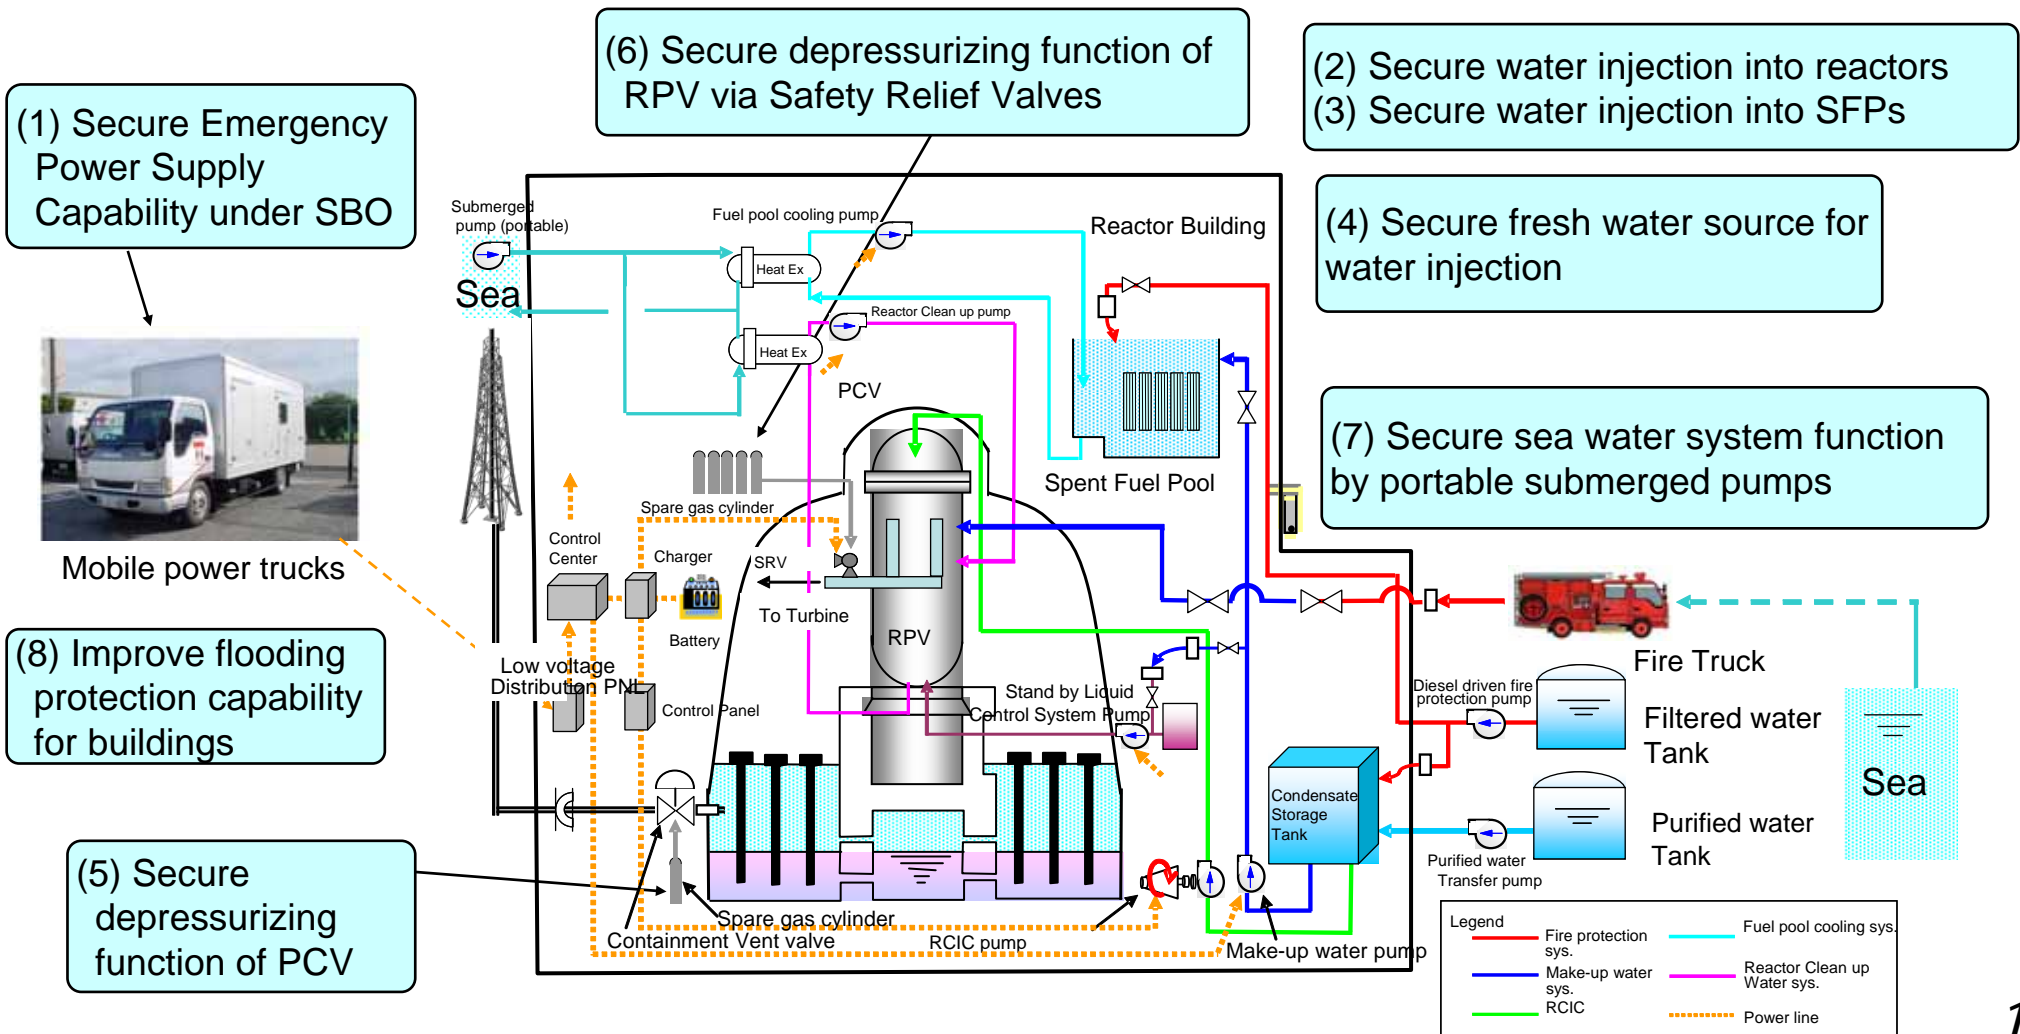 (6) Secure depressurizing function of
RPV via Safety Relief Valves
(2) Secure water injection into reactors
(3) Secure water injection into SFPs
(1) Secure Emergency
Power Supply
Capability under SBO
(4) Secure fresh water source for
water injection
Submerged
pump (portable)
Sea
Fuel pool cooling pump
Heat Ex
Reactor Building
Reactor Clean up pump
Heat Ex
PCV
(7) Secure sea water system function
by portable submerged pumps
Spent Fuel Pool
Spare gas cylinder
Mobile power trucks
Control
Center
Charger
SRV
To Turbine
Battery
RPV
Fire Truck
(8) Improve flooding
protection capability
for buildings
Low voltage
Distribution PNL
Control Panel
Stand by Liquid
Control System Pump
Diesel driven fire
protection pump
Filtered water
Tank
Sea
Condensate
Storage
Tank
Purified water
Tank
Purified water
Transfer pump
(5) Secure
depressurizing
function of PCV
Spare gas cylinder
Containment Vent valve
RCIC pump
Make-up water pump
Legend
Fire protection
sys.
Fuel pool cooling sys.
Make-up water
sys.
Reactor Clean up
Water sys.
RCIC
Power line